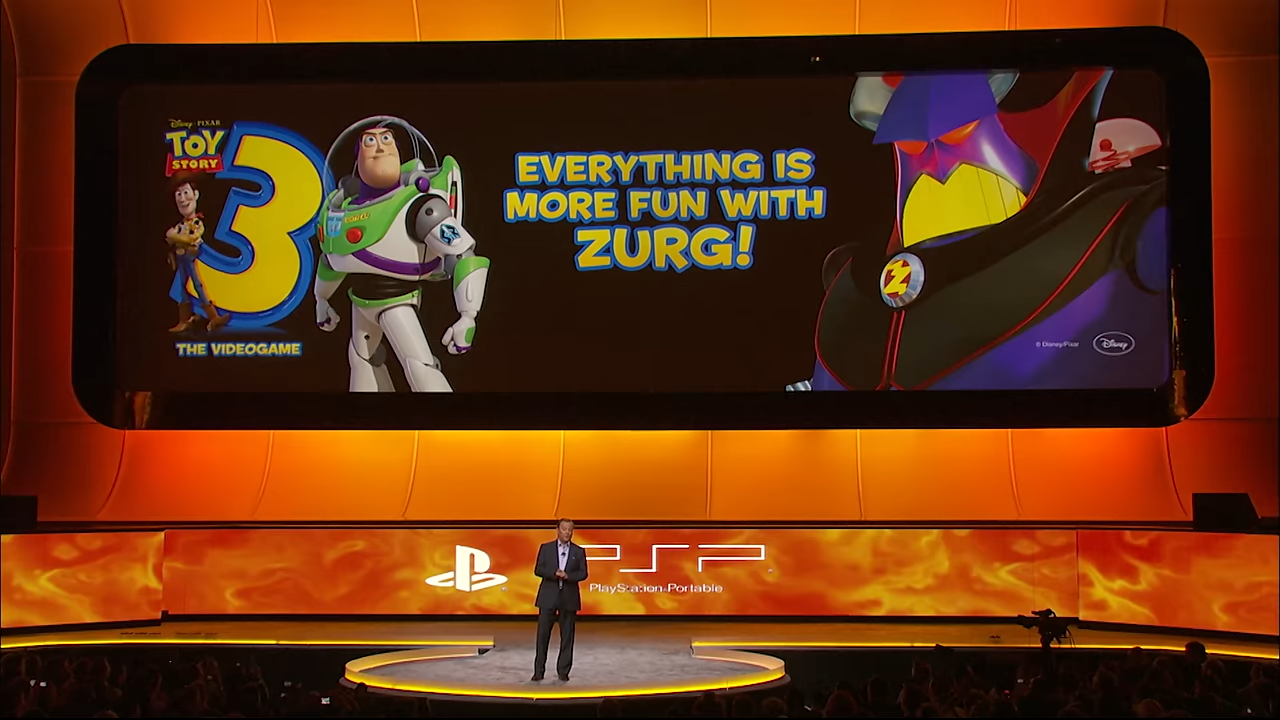 Disney · PIXAR
TOY
STORY
3
THE VIDEOGAME
EVERYTHING IS
MORE FUN WITH
ZURG!
Z
© Disney/Pixar
Disney
PSP
PlayStation Portable